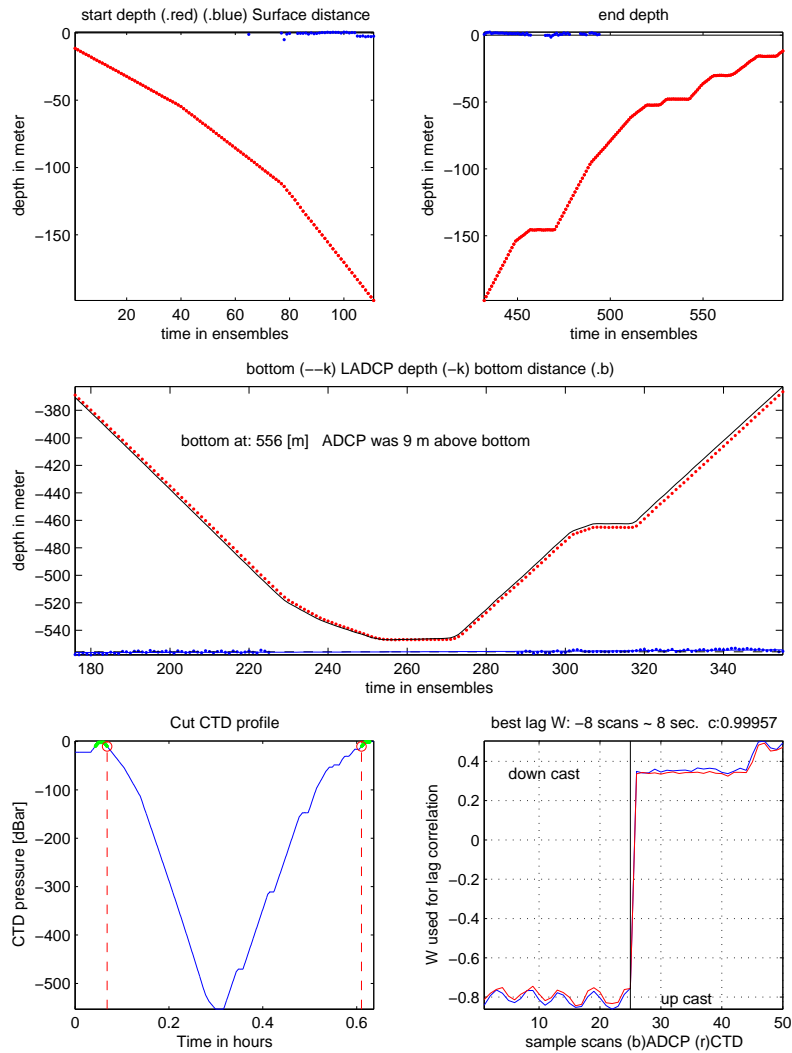 start depth (.red) (.blue) Surface distance
end depth
0
−50
−100
−150
depth in meter
20 40 60 80 100
time in ensembles
0
−50
−100
−150
depth in meter
450 500 550
time in ensembles
bottom (−−k) LADCP depth (−k) bottom distance (.b)
bottom at: 556 [m] ADCP was 9 m above bottom
−380
−400
−420
−440
−460
−480
−500
−520
−540
depth in meter
180 200 220 240 260 280 300 320 340
time in ensembles
Cut CTD profile
0
−100
−200
−300
−400
−500
CTD pressure [dBar]
0 0.2 0.4 0.6
Time in hours
best lag W: −8 scans ~ 8 sec. c:0.99957
down cast
up cast
0.4
0.2
0
−0.2
−0.4
−0.6
−0.8
W used for lag correlation
10 20 30 40 50
sample scans (b)ADCP (r)CTD